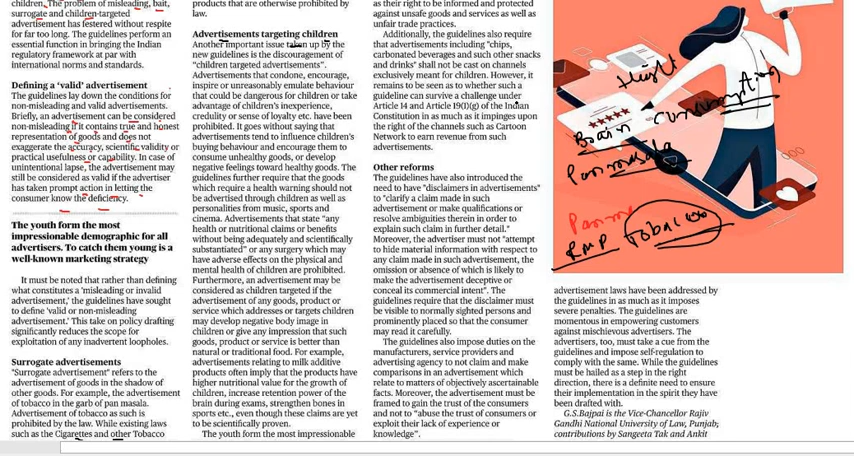 children. The problem of misleading, bait,
surrogate and children-targeted
advertisement has festered without respite
for far too long. The guidelines perform an
essential function in bringing the Indian
regulatory framework at par with
international norms and standards.
Defining a ‘valid’ advertisement
The guidelines lay down the conditions for
non-misleading and valid advertisements.
Briefly, an advertisement can be considered
non-misleading if it contains true and honest
representation of goods and does not
exaggerate the accuracy, scientific validity or
practical usefulness or capability. In case of
unintentional lapse, the advertisement may
still be considered as valid if the advertiser
has taken prompt action in letting the
consumer know the deficiency.
The youth form the most
impressionable demographic for all
advertisers. To catch them young is a
well-known marketing strategy
It must be noted that rather than defining
what constitutes a ‘misleading or invalid
advertisement,’ the guidelines have sought
to define ‘valid or non-misleading
advertisement.’ This take on policy drafting
significantly reduces the scope for
exploitation of any inadvertent loopholes.
Surrogate advertisements
"Surrogate advertisement" refers to the
advertisement of goods in the shadow of
other goods. For example, the advertisement
of tobacco in the garb of pan masala.
Advertisement of tobacco as such is
prohibited by the law. While existing laws
such as the Cigarettes and other Tobacco
products that are otherwise prohibited by
law.
Advertisements targeting children
Another important issue taken up by the
new guidelines is the discouragement of
"children targeted advertisements".
Advertisements that condone, encourage,
inspire or unreasonably emulate behaviour
that could be dangerous for children or take
advantage of children's inexperience,
credulity or sense of loyalty etc. have been
prohibited. It goes without saying that
advertisements tend to influence children's
buying behaviour and encourage them to
consume unhealthy goods, or develop
negative feelings toward healthy goods. The
guidelines further require that the goods
which require a health warning should not
be advertised through children as well as
personalities from music, sports and
cinema. Advertisements that state "any
health or nutritional claims or benefits
without being adequately and scientifically
substantiated" or any surgery which may
have adverse effects on the physical and
mental health of children are prohibited.
Furthermore, an advertisement may be
considered as children targeted if the
advertisement of any goods, product or
service which addresses or targets children
may develop negative body image in
children or give any impression that such
goods, product or service is better than
natural or traditional food. For example,
advertisements relating to milk additive
products often imply that the products have
higher nutritional value for the growth of
children, increase retention power of the
brain during exams, strengthen bones in
sports etc., even though these claims are yet
to be scientifically proven.
The youth form the most impressionable
as their right to be informed and protected
against unsafe goods and services as well as
unfair trade practices.
Additionally, the guidelines also require
that advertisements including "chips,
carbonated beverages and such other snacks
and drinks" shall not be cast on channels
exclusively meant for children. However, it
remains to be seen as to whether such a
guideline can survive a challenge under
Article 14 and Article 19(1)(g) of the Indian
Constitution in as much as it impinges upon
the right of the channels such as Cartoon
Network to earn revenue from such
advertisements.
Other reforms
The guidelines have also introduced the
need to have "disclaimers in advertisements"
to "clarify a claim made in such
advertisement or make qualifications or
resolve ambiguities therein in order to
explain such claim in further detail."
Moreover, the advertiser must not "attempt
to hide material information with respect to
any claim made in such advertisement, the
omission or absence of which is likely to
make the advertisement deceptive or
conceal its commercial intent". The
guidelines require that the disclaimer must
be visible to normally sighted persons and
prominently placed so that the consumer
may read it carefully.
The guidelines also impose duties on the
manufacturers, service providers and
advertising agency to not claim and make
comparisons in an advertisement which
relate to matters of objectively ascertainable
facts. Moreover, the advertisement must be
framed to gain the trust of the consumers
and not to "abuse the trust of consumers or
exploit their lack of experience or
knowledge".
Height
Brain
Pan masala
RMP Tobacco
advertisement laws have been addressed by
the guidelines in as much as it imposes
severe penalties. The guidelines are
momentous in empowering customers
against mischievous advertisers. The
advertisers, too, must take a cue from the
guidelines and impose self-regulation to
comply with the same. While the guidelines
must be hailed as a step in the right
direction, there is a definite need to ensure
their implementation in the spirit they have
been drafted with.
G.S.Bajpai is the Vice-Chancellor Rajiv
Gandhi National University of Law, Punjab;
contributions by Sangeeta Tak and Ankit